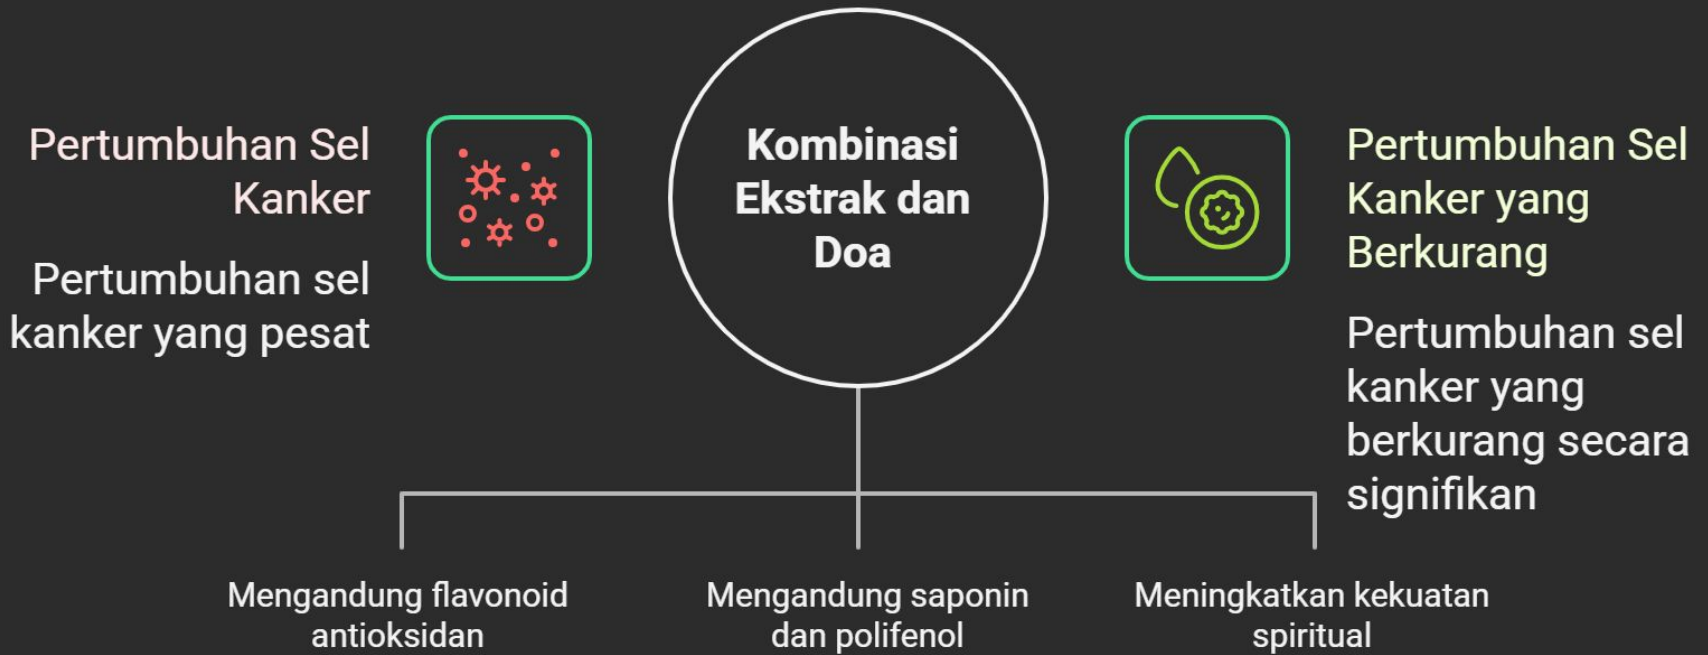 Pertumbuhan Sel
Kanker
Pertumbuhan sel
kanker yang pesat
Kombinasi
Ekstrak dan
Doa
Pertumbuhan Sel
Kanker yang
Berkurang
Pertumbuhan sel
kanker yang
berkurang secara
signifikan
Mengandung flavonoid
antioksidan
Mengandung saponin
dan polifenol
Meningkatkan kekuatan
spiritual